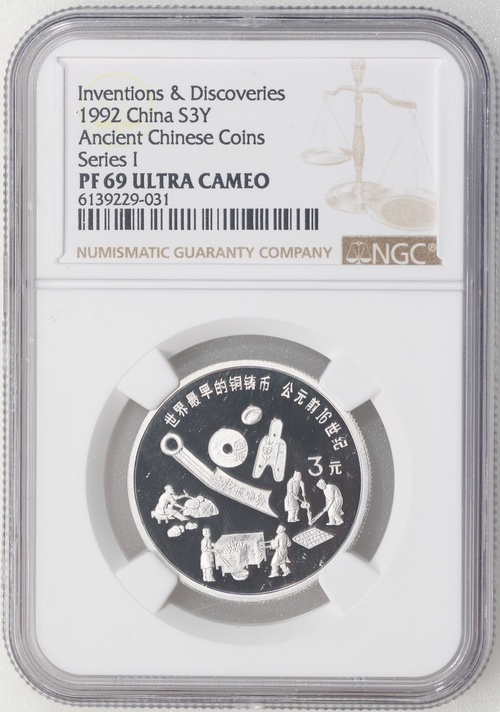 Inventions & Discoveries
1992 China S3Y
Ancient Chinese Coins
Series I
PF 69 ULTRA CAMEO
6139229-031
NUMISMATIC GUARANTY COMPANY
NGC®
世界最早的铜铸币 公元前16世纪
3元